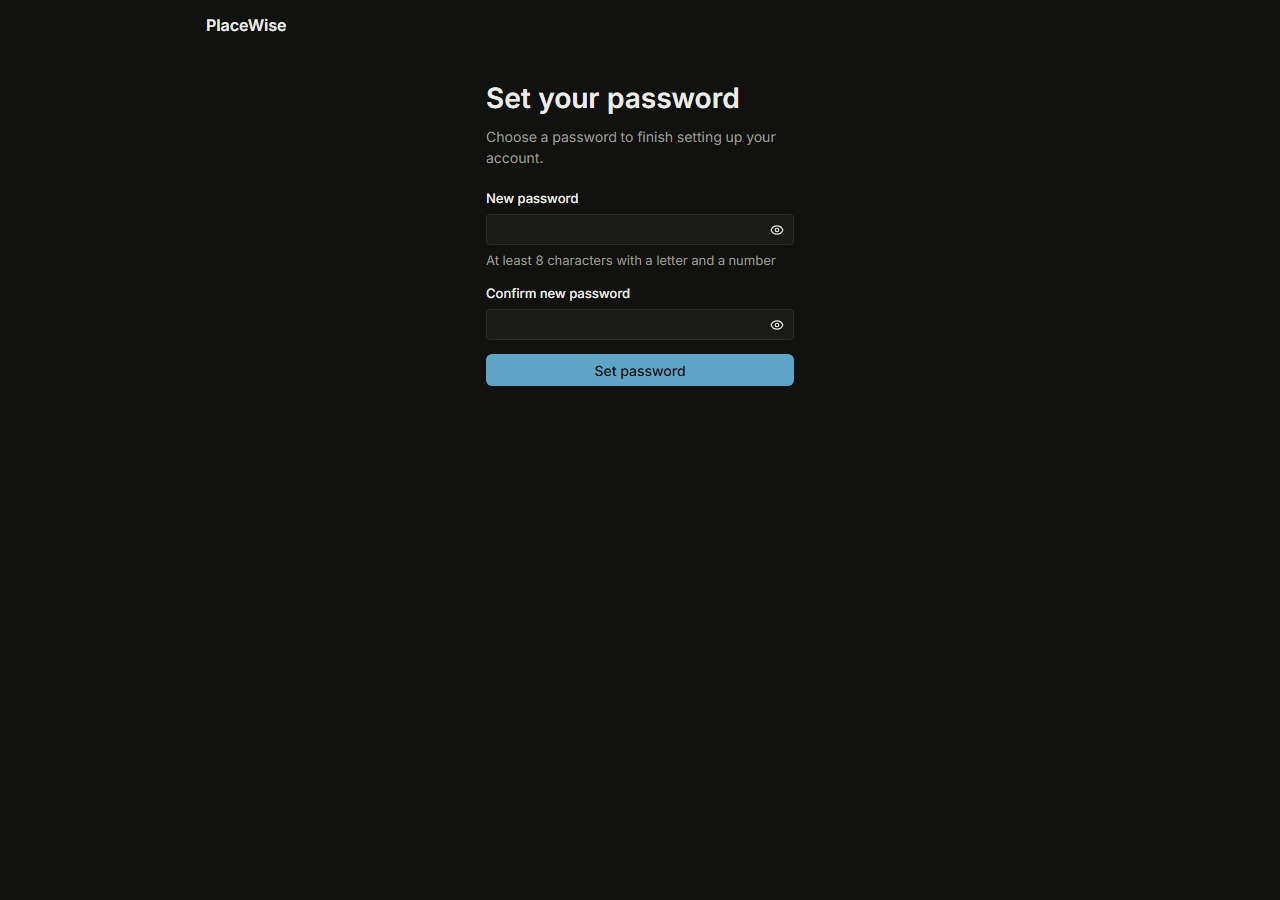 PlaceWise
Set your password
Choose a password to finish setting up your
account.
New password
At least 8 characters with a letter and a number
Confirm new password
Set password